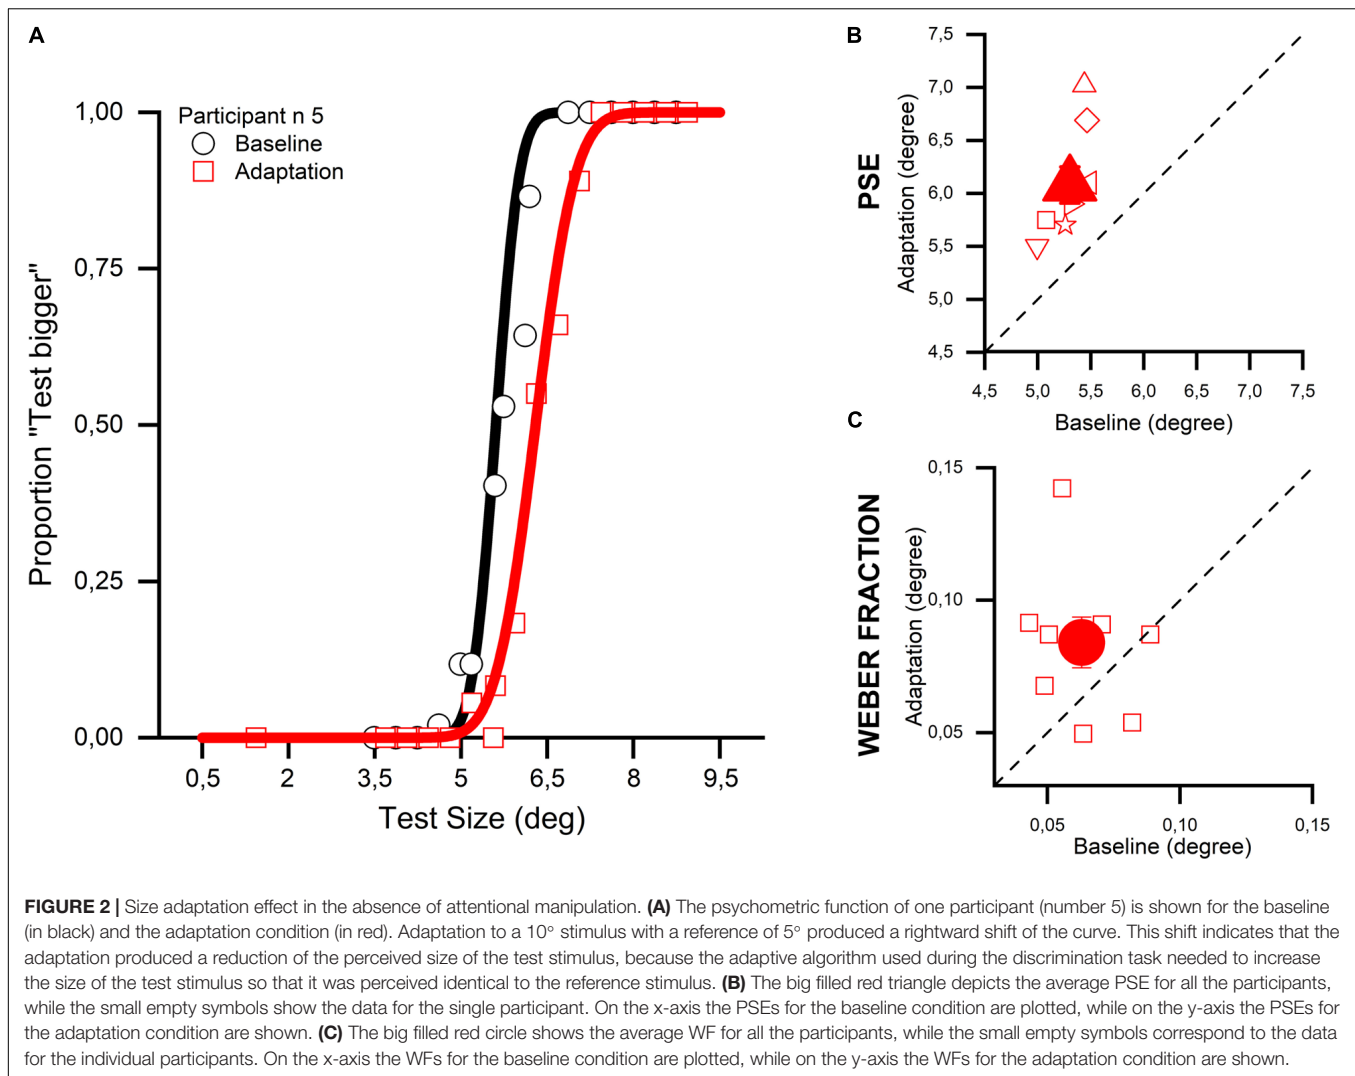 A
Participant n 5
Baseline
Adaptation
Proportion "Test bigger"
1,00
0,75
0,50
0,25
0,00
0,5 2 3,5 5 6,5 8 9,5
Test Size (deg)
B
PSE
Adaptation (degree)
7,5
7,0
6,5
6,0
5,5
5,0
4,5
4,5 5,0 5,5 6,0 6,5 7,0 7,5
Baseline (degree)
C
WEBER FRACTION
Adaptation (degree)
0,15
0,10
0,05
0,05 0,10 0,15
Baseline (degree)
FIGURE 2 | Size adaptation effect in the absence of attentional manipulation. (A) The psychometric function of one participant (number 5) is shown for the baseline
(in black) and the adaptation condition (in red). Adaptation to a 10° stimulus with a reference of 5° produced a rightward shift of the curve. This shift indicates that the
adaptation produced a reduction of the perceived size of the test stimulus, because the adaptive algorithm used during the discrimination task needed to increase
the size of the test stimulus so that it was perceived identical to the reference stimulus. (B) The big filled red triangle depicts the average PSE for all the participants,
while the small empty symbols show the data for the single participant. On the x-axis the PSEs for the baseline condition are plotted, while on the y-axis the PSEs for
the adaptation condition are shown. (C) The big filled red circle shows the average WF for all the participants, while the small empty symbols correspond to the data
for the individual participants. On the x-axis the WFs for the baseline condition are plotted, while on the y-axis the WFs for the adaptation condition are shown.